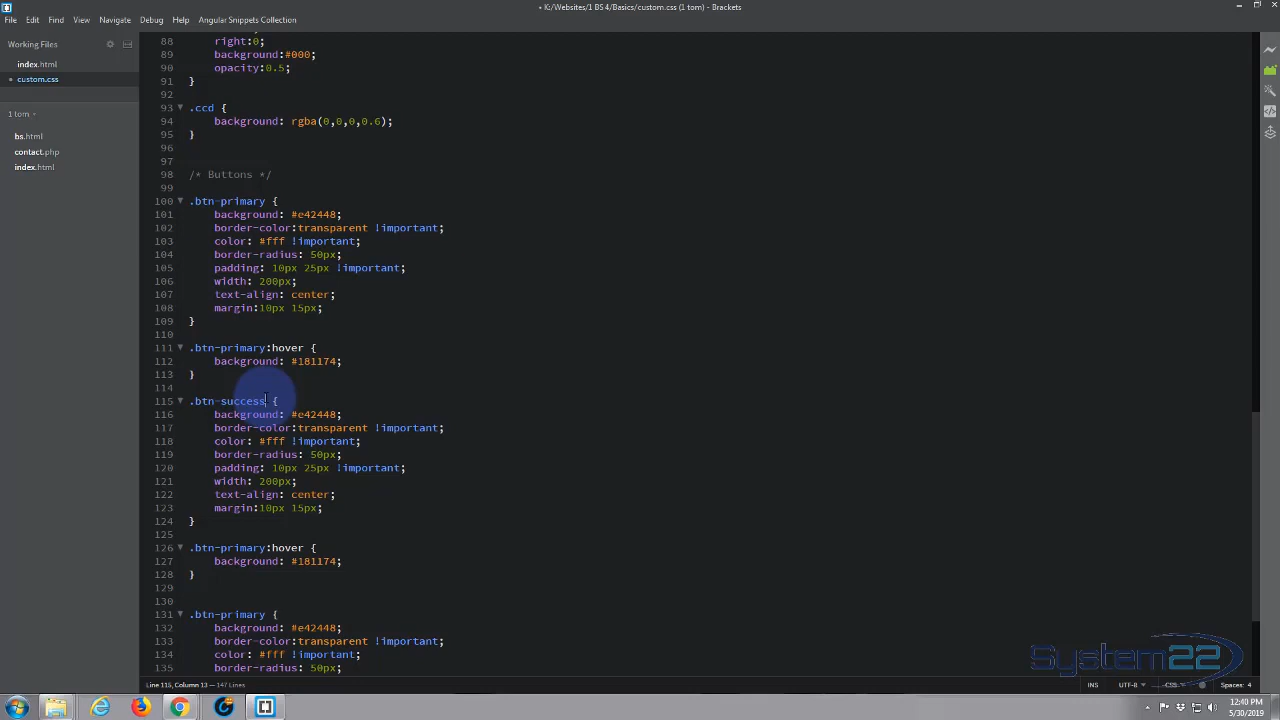 • K:/Websites/1 BS 4/Basics/custom.css (1 tom) - Brackets
File Edit View Navigate Debug Help Angular Snippets Collection
Working Files
index.html
• custom.css
1 tom
bs.html
contact.php
index.html
88 right:0;
89 background:#000;
90 opacity:0.5;
91 }
92
93 .ccd {
94 background: rgba(0,0,0,0.6);
95 }
96
97
98 /* Buttons */
99
100 .btn-primary {
101 background: #e42448;
102 border-color:transparent !important;
103 color: #fff !important;
104 border-radius: 50px;
105 padding: 10px 25px !important;
106 width: 200px;
107 text-align: center;
108 margin:10px 15px;
109 }
110
111 .btn-primary:hover {
112 background: #181174;
113 }
114
115 .btn-success {
116 background: #e42448;
117 border-color:transparent !important;
118 color: #fff !important;
119 border-radius: 50px;
120 padding: 10px 25px !important;
121 width: 200px;
122 text-align: center;
123 margin:10px 15px;
124 }
125
126 .btn-primary:hover {
127 background: #181174;
128 }
129
130
131 .btn-primary {
132 background: #e42448;
133 border-color:transparent !important;
134 color: #fff !important;
135 border-radius: 50px;
System22
Line 115, Column 13 — 147 Lines
INS UTF-8 CSS Spaces: 4
12:40 PM
5/30/2019